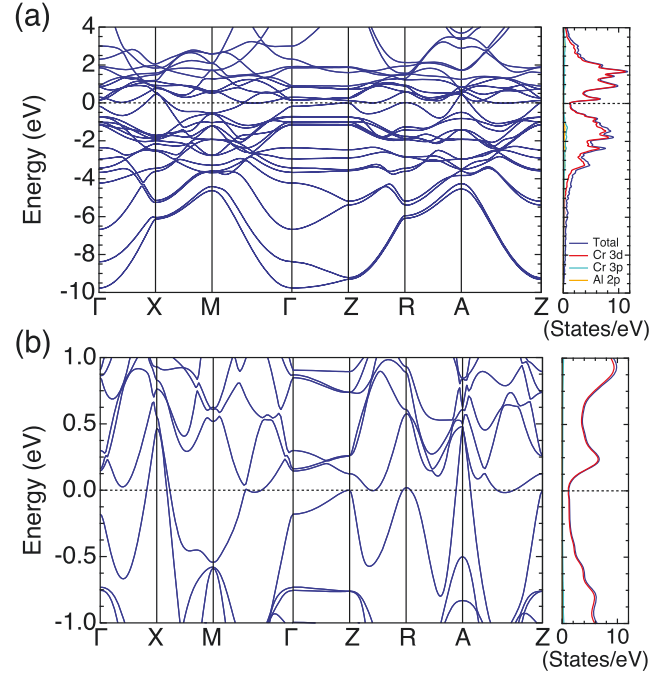 (a)
Energy (eV)
4
2
0
-2
-4
-6
-8
-10
Γ X M Γ Z R A Z
Total
Cr 3d
Cr 3p
Al 2p
0 10
(States/eV)
(b)
Energy (eV)
1.0
0.5
0.0
-0.5
-1.0
Γ X M Γ Z R A Z
0 10
(States/eV)